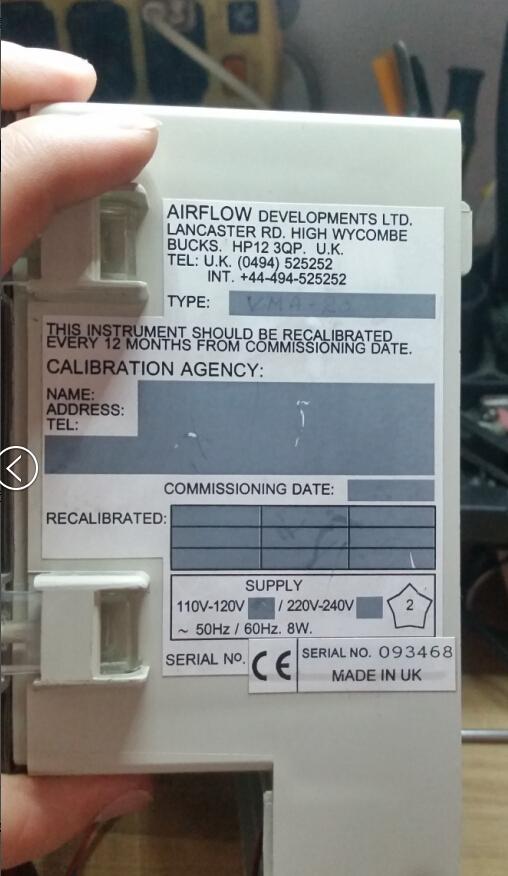 AIRFLOW DEVELOPMENTS LTD.
LANCASTER RD. HIGH WYCOMBE
BUCKS. HP12 3QP. U.K.
TEL: U.K. (0494) 525252
INT. +44-494-525252
TYPE:
THIS INSTRUMENT SHOULD BE RECALIBRATED
EVERY 12 MONTHS FROM COMMISSIONING DATE.
CALIBRATION AGENCY:
NAME:
ADDRESS:
TEL:
COMMISSIONING DATE:
RECALIBRATED:
SUPPLY
110V-120V / 220V-240V
2
~ 50Hz / 60Hz. 8W.
SERIAL No.
CE
SERIAL NO. 093468
MADE IN UK